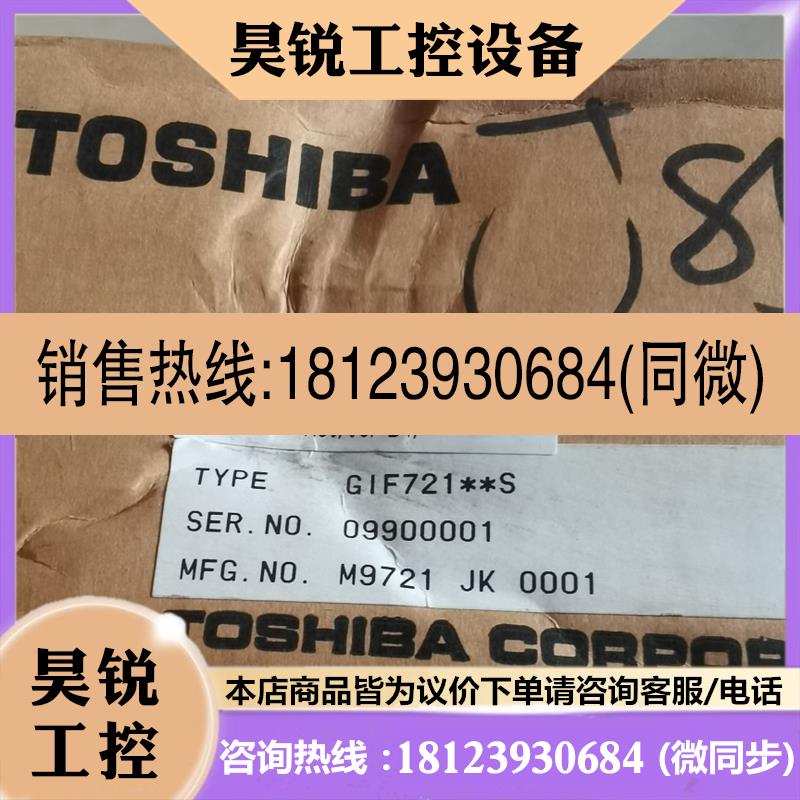 昊锐工控设备
TOSHIBA
销售热线:18123930684(同微)
TYPE GIF721**S
SER.NO. 09900001
MFG.NO. M9721 JK 0001
TOSHIBA CORPOR
昊锐
工控
本店商品皆为议价下单请咨询客服/电话
咨询热线:18123930684 (微同步)